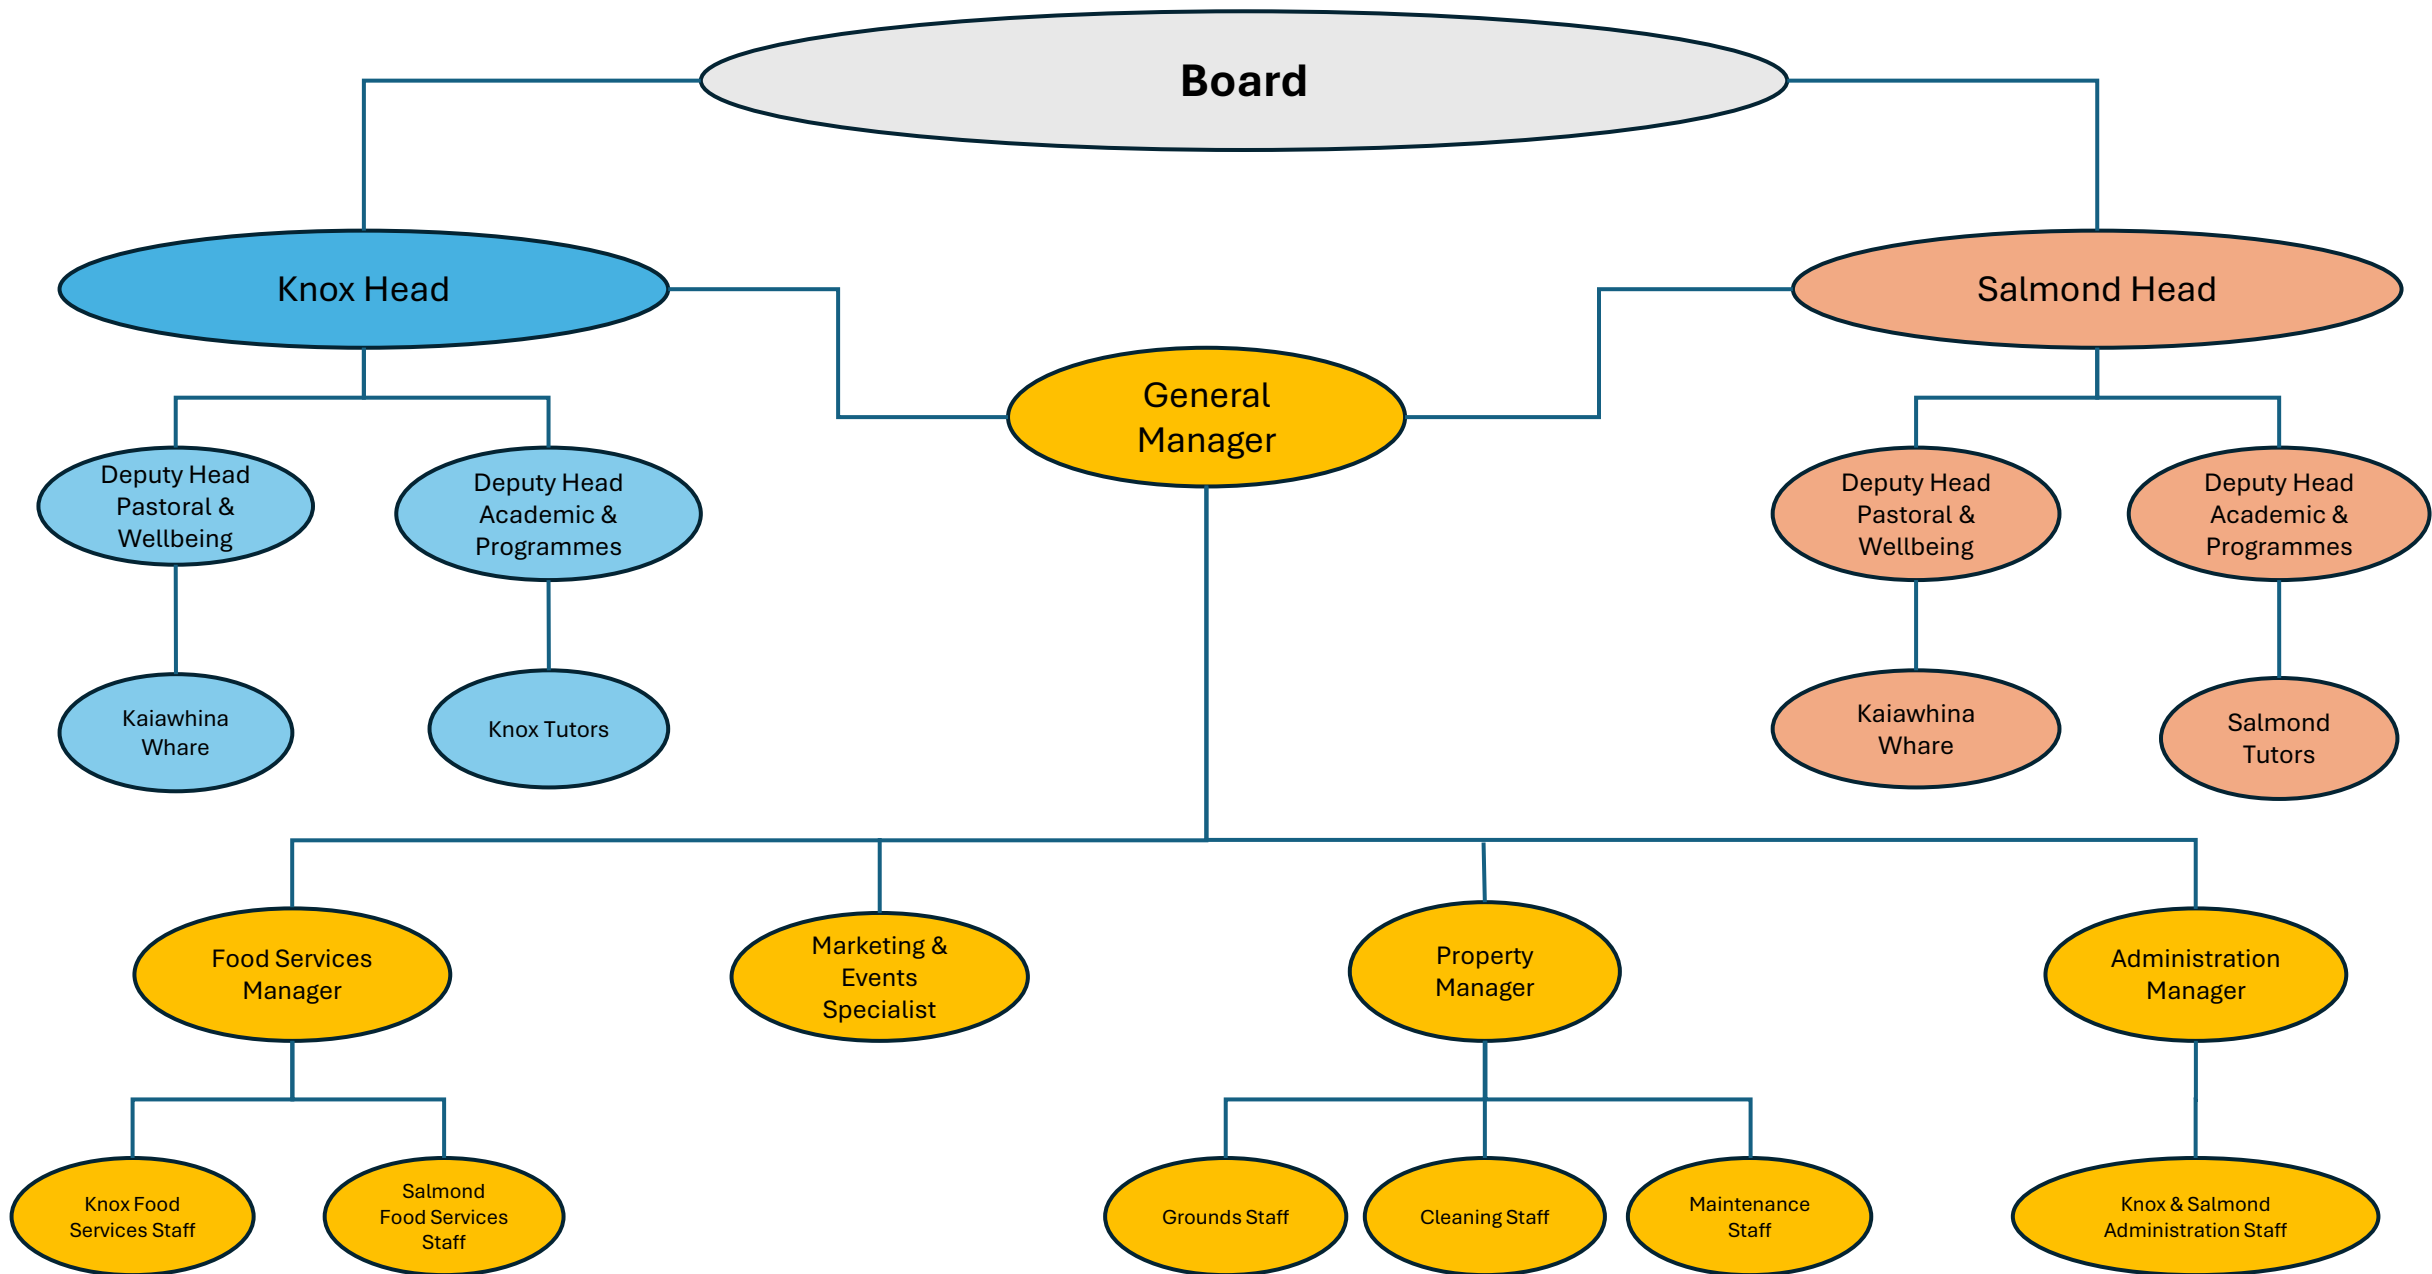 Board
Knox Head
Salmond Head
General
Manager
Deputy Head
Pastoral &
Wellbeing
Deputy Head
Academic &
Programmes
Deputy Head
Pastoral &
Wellbeing
Deputy Head
Academic &
Programmes
Kaiawhina
Whare
Knox Tutors
Kaiawhina
Whare
Salmond
Tutors
Food Services
Manager
Marketing &
Events
Specialist
Property
Manager
Administration
Manager
Knox Food
Services Staff
Salmond
Food Services
Staff
Grounds Staff
Cleaning Staff
Maintenance
Staff
Knox & Salmond
Administration Staff